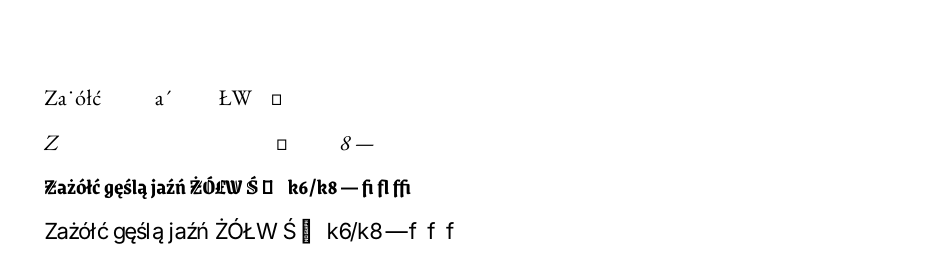 Za˙ółć a´ ŁW □
Z □ 8 —
Zażółć gęślą jaźń ŻÓŁW Ś □ k6/k8 — fi fl ffi
Zażółć gęślą jaźń ŻÓŁW Ś k6/k8—f f f